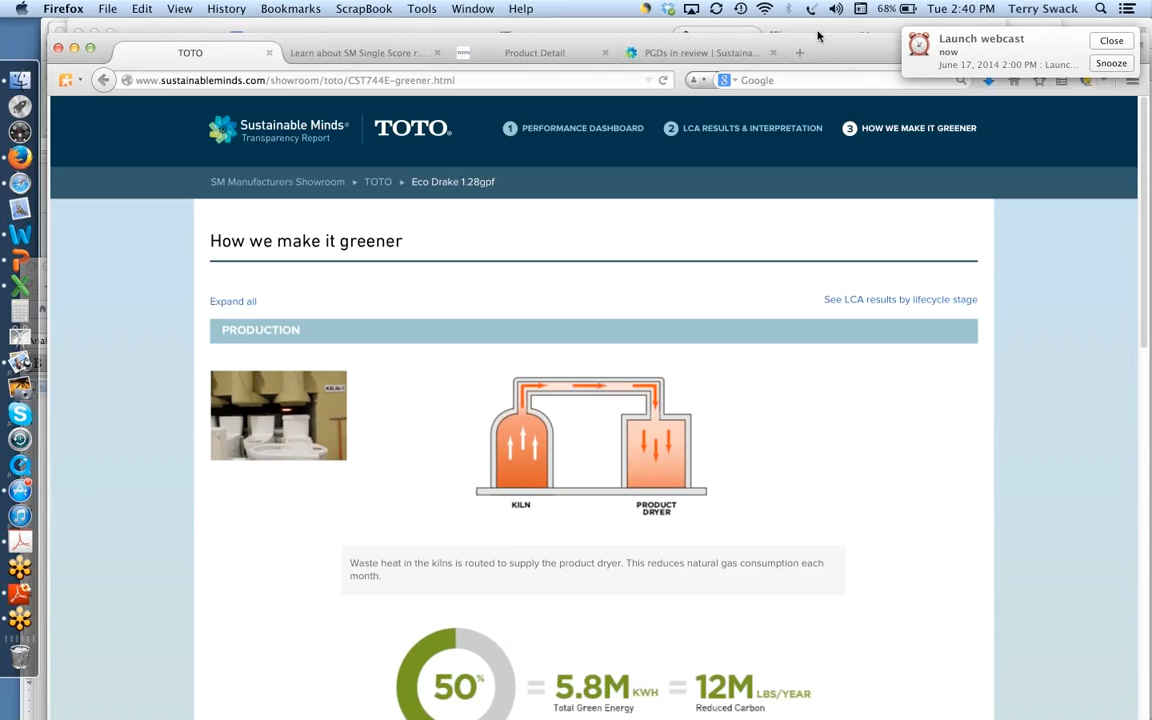 Firefox File Edit View History Bookmarks ScrapBook Tools Window Help 68% Tue 2:40 PM Terry Swack
Launch webcast
now
June 17, 2014 2:00 PM : Launc...
Close
Snooze
TOTO Learn about SM Single Score r... TOTO Product Detail PGDs in review | Sustaina...
www.sustainableminds.com/showroom/toto/CST744E-greener.html Google
Sustainable Minds®
Transparency Report
TOTO®
1 PERFORMANCE DASHBOARD 2 LCA RESULTS & INTERPRETATION 3 HOW WE MAKE IT GREENER
SM Manufacturers Showroom ▸ TOTO ▸ Eco Drake 1.28gpf
How we make it greener
Expand all See LCA results by lifecycle stage
PRODUCTION
KILN
PRODUCT
DRYER
Waste heat in the kilns is routed to supply the product dryer. This reduces natural gas consumption each
month.
50% = 5.8M KWH = 12M LBS/YEAR
Total Green Energy Reduced Carbon